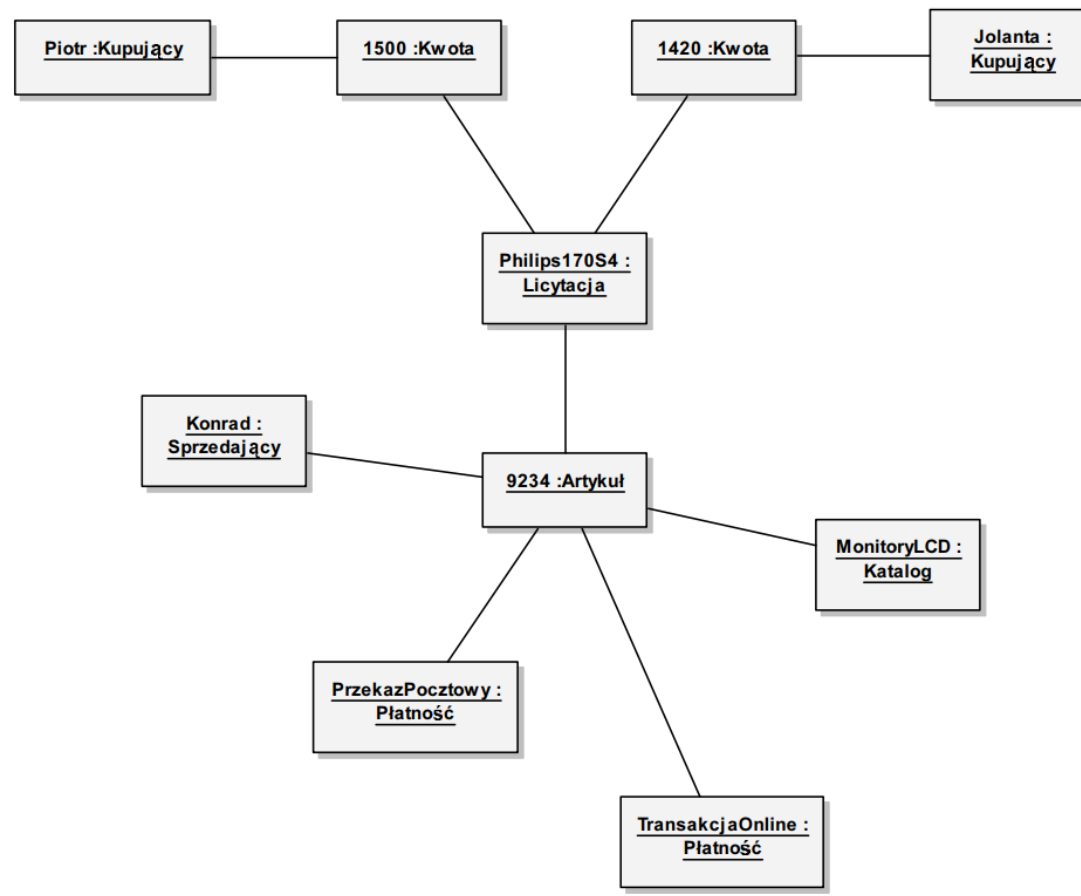 Piotr :Kupujący
1500 :Kwota
1420 :Kwota
Jolanta :
Kupujący
Philips170S4 :
Licytacja
Konrad :
Sprzedający
9234 :Artykuł
MonitoryLCD :
Katalog
PrzekazPocztowy :
Płatność
TransakcjaOnline :
Płatność